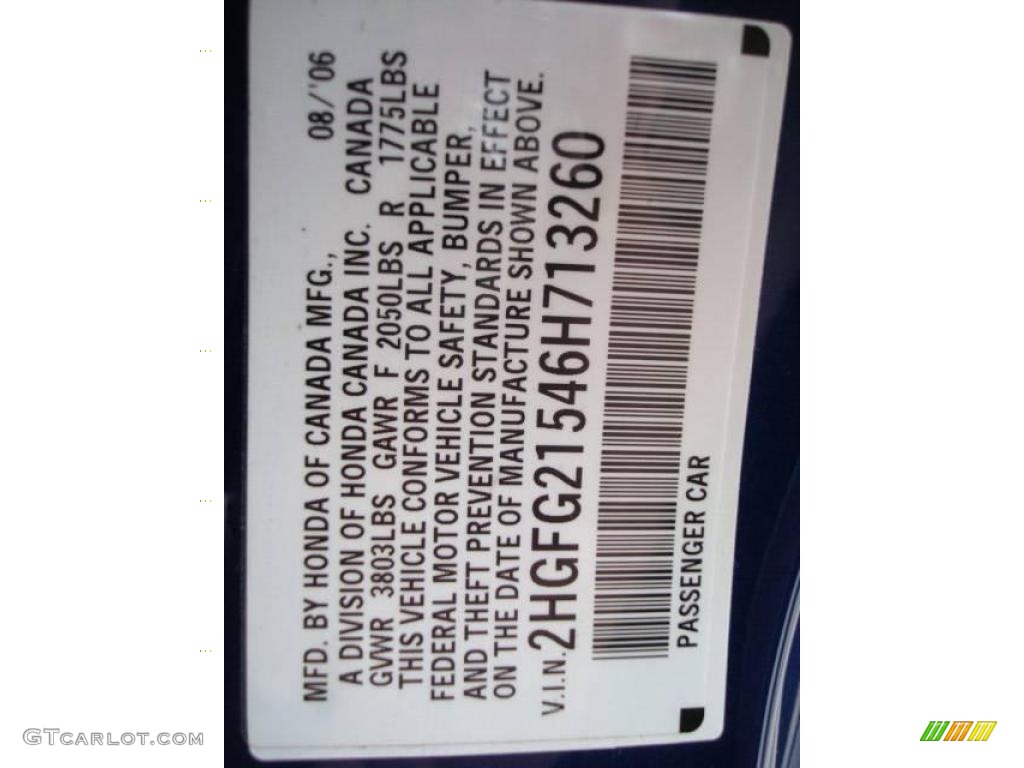 MFD. BY HONDA OF CANADA MFG., 08/'06
A DIVISION OF HONDA CANADA INC. CANADA
GVWR 3803LBS GAWR F 2050LBS R 1775LBS
THIS VEHICLE CONFORMS TO ALL APPLICABLE
FEDERAL MOTOR VEHICLE SAFETY, BUMPER,
AND THEFT PREVENTION STANDARDS IN EFFECT
ON THE DATE OF MANUFACTURE SHOWN ABOVE.
V.I.N. 2HGFG21546H713260
PASSENGER CAR
GTCARLOT.COM